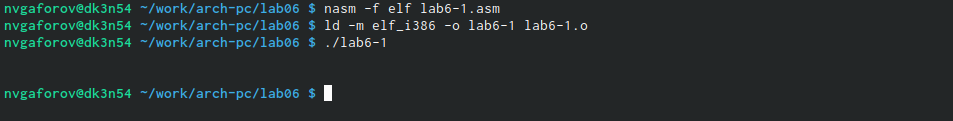 nvgaforov@dk3n54 ~/work/arch-pc/lab06 $ nasm -f elf lab6-1.asm
nvgaforov@dk3n54 ~/work/arch-pc/lab06 $ ld -m elf_i386 -o lab6-1 lab6-1.o
nvgaforov@dk3n54 ~/work/arch-pc/lab06 $ ./lab6-1
nvgaforov@dk3n54 ~/work/arch-pc/lab06 $